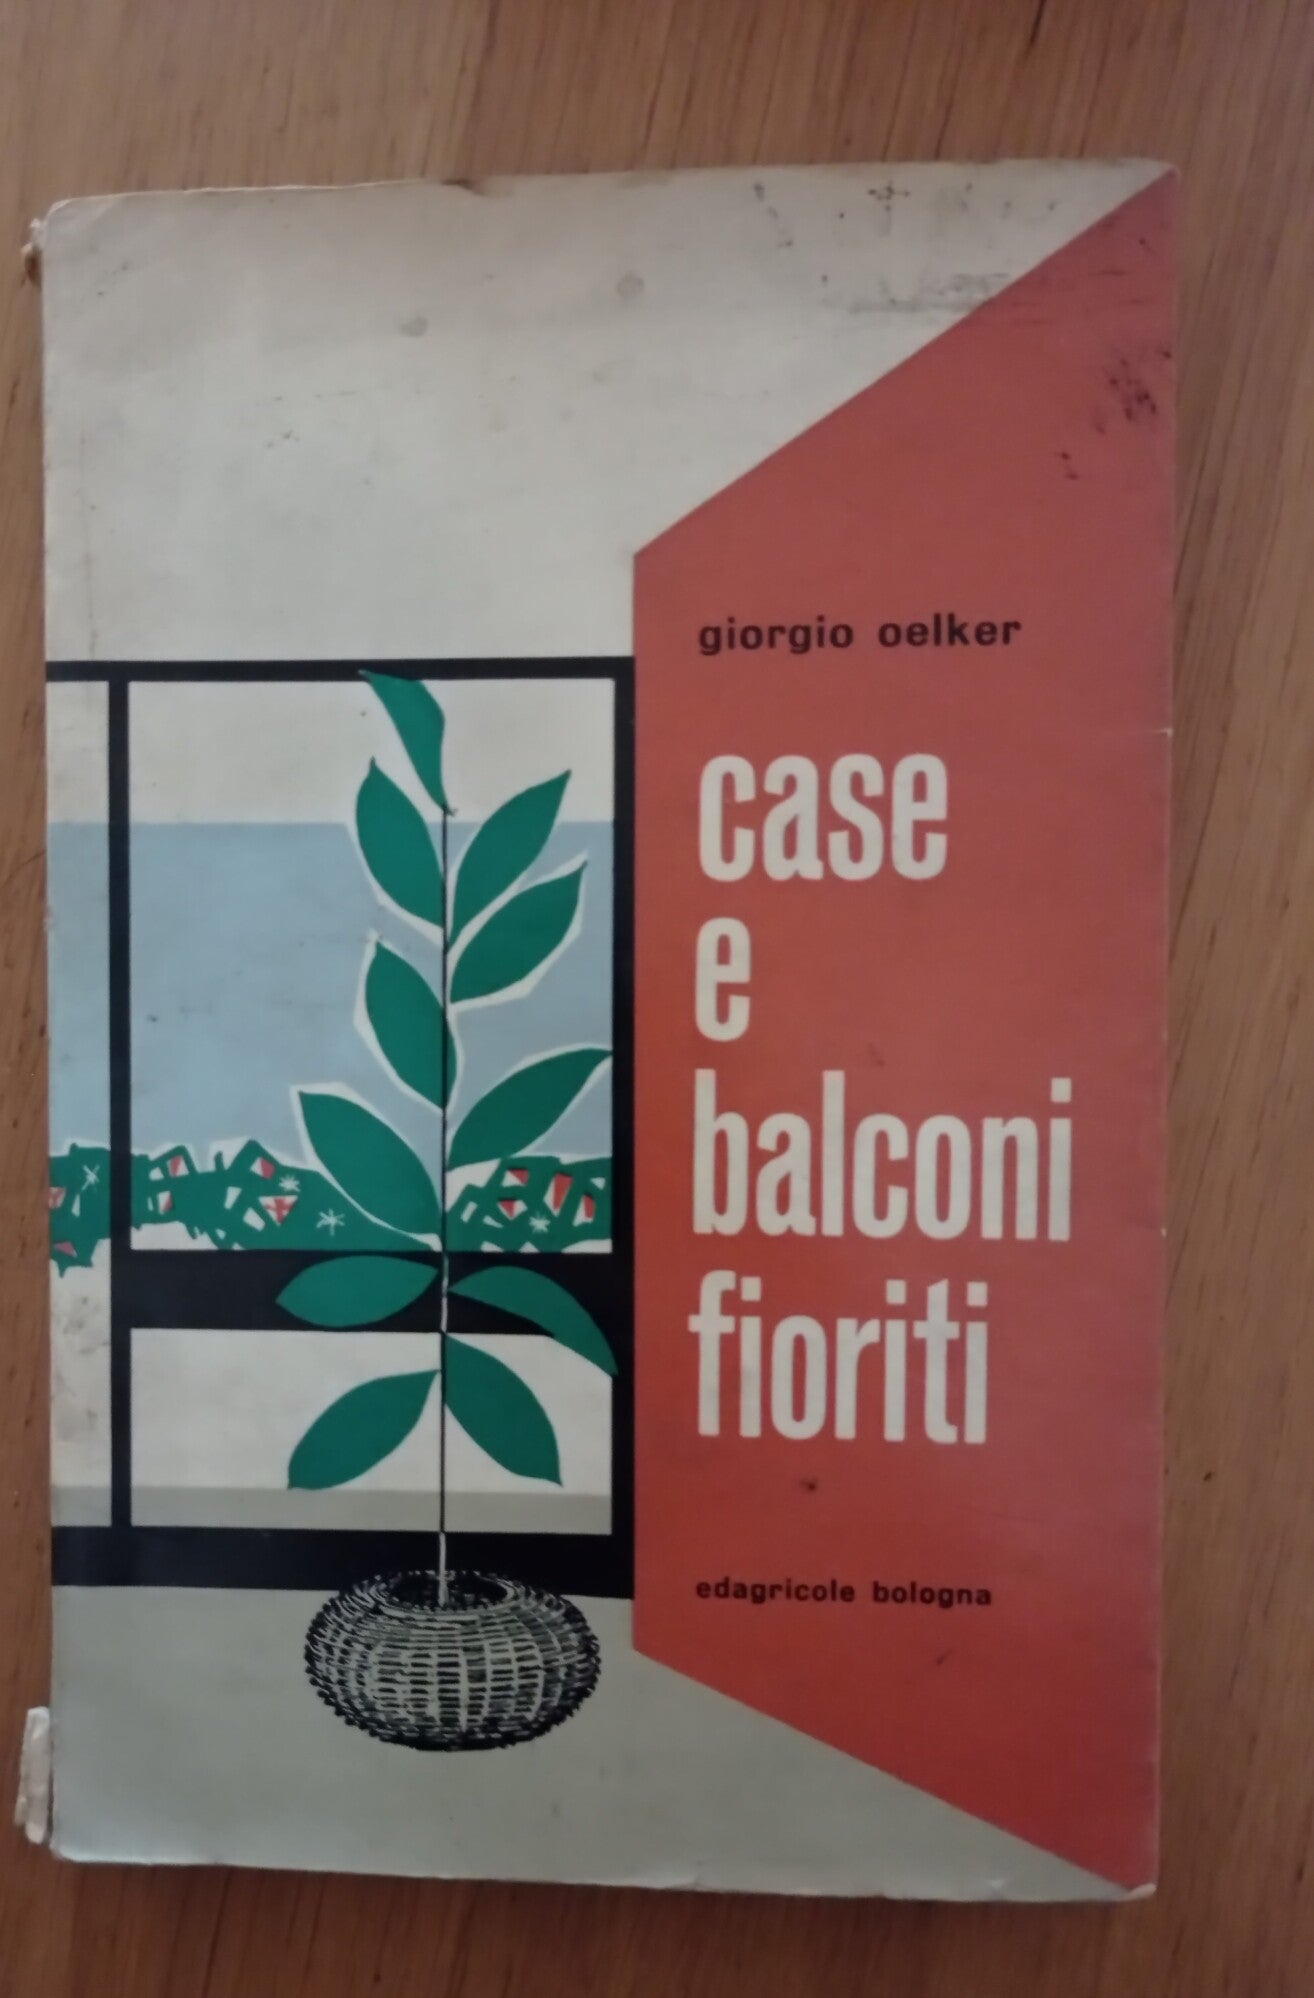 giorgio oelker
case
e
balconi
fioriti
edagricole bologna